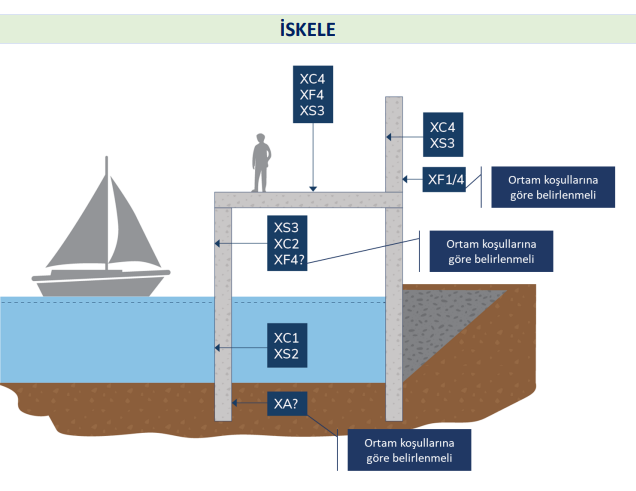 İSKELE
XC4
XF4
XS3
XC4
XS3
XF1/4
Ortam koşullarına
göre belirlenmeli
XS3
XC2
XF4?
Ortam koşullarına
göre belirlenmeli
XC1
XS2
XA?
Ortam koşullarına
göre belirlenmeli